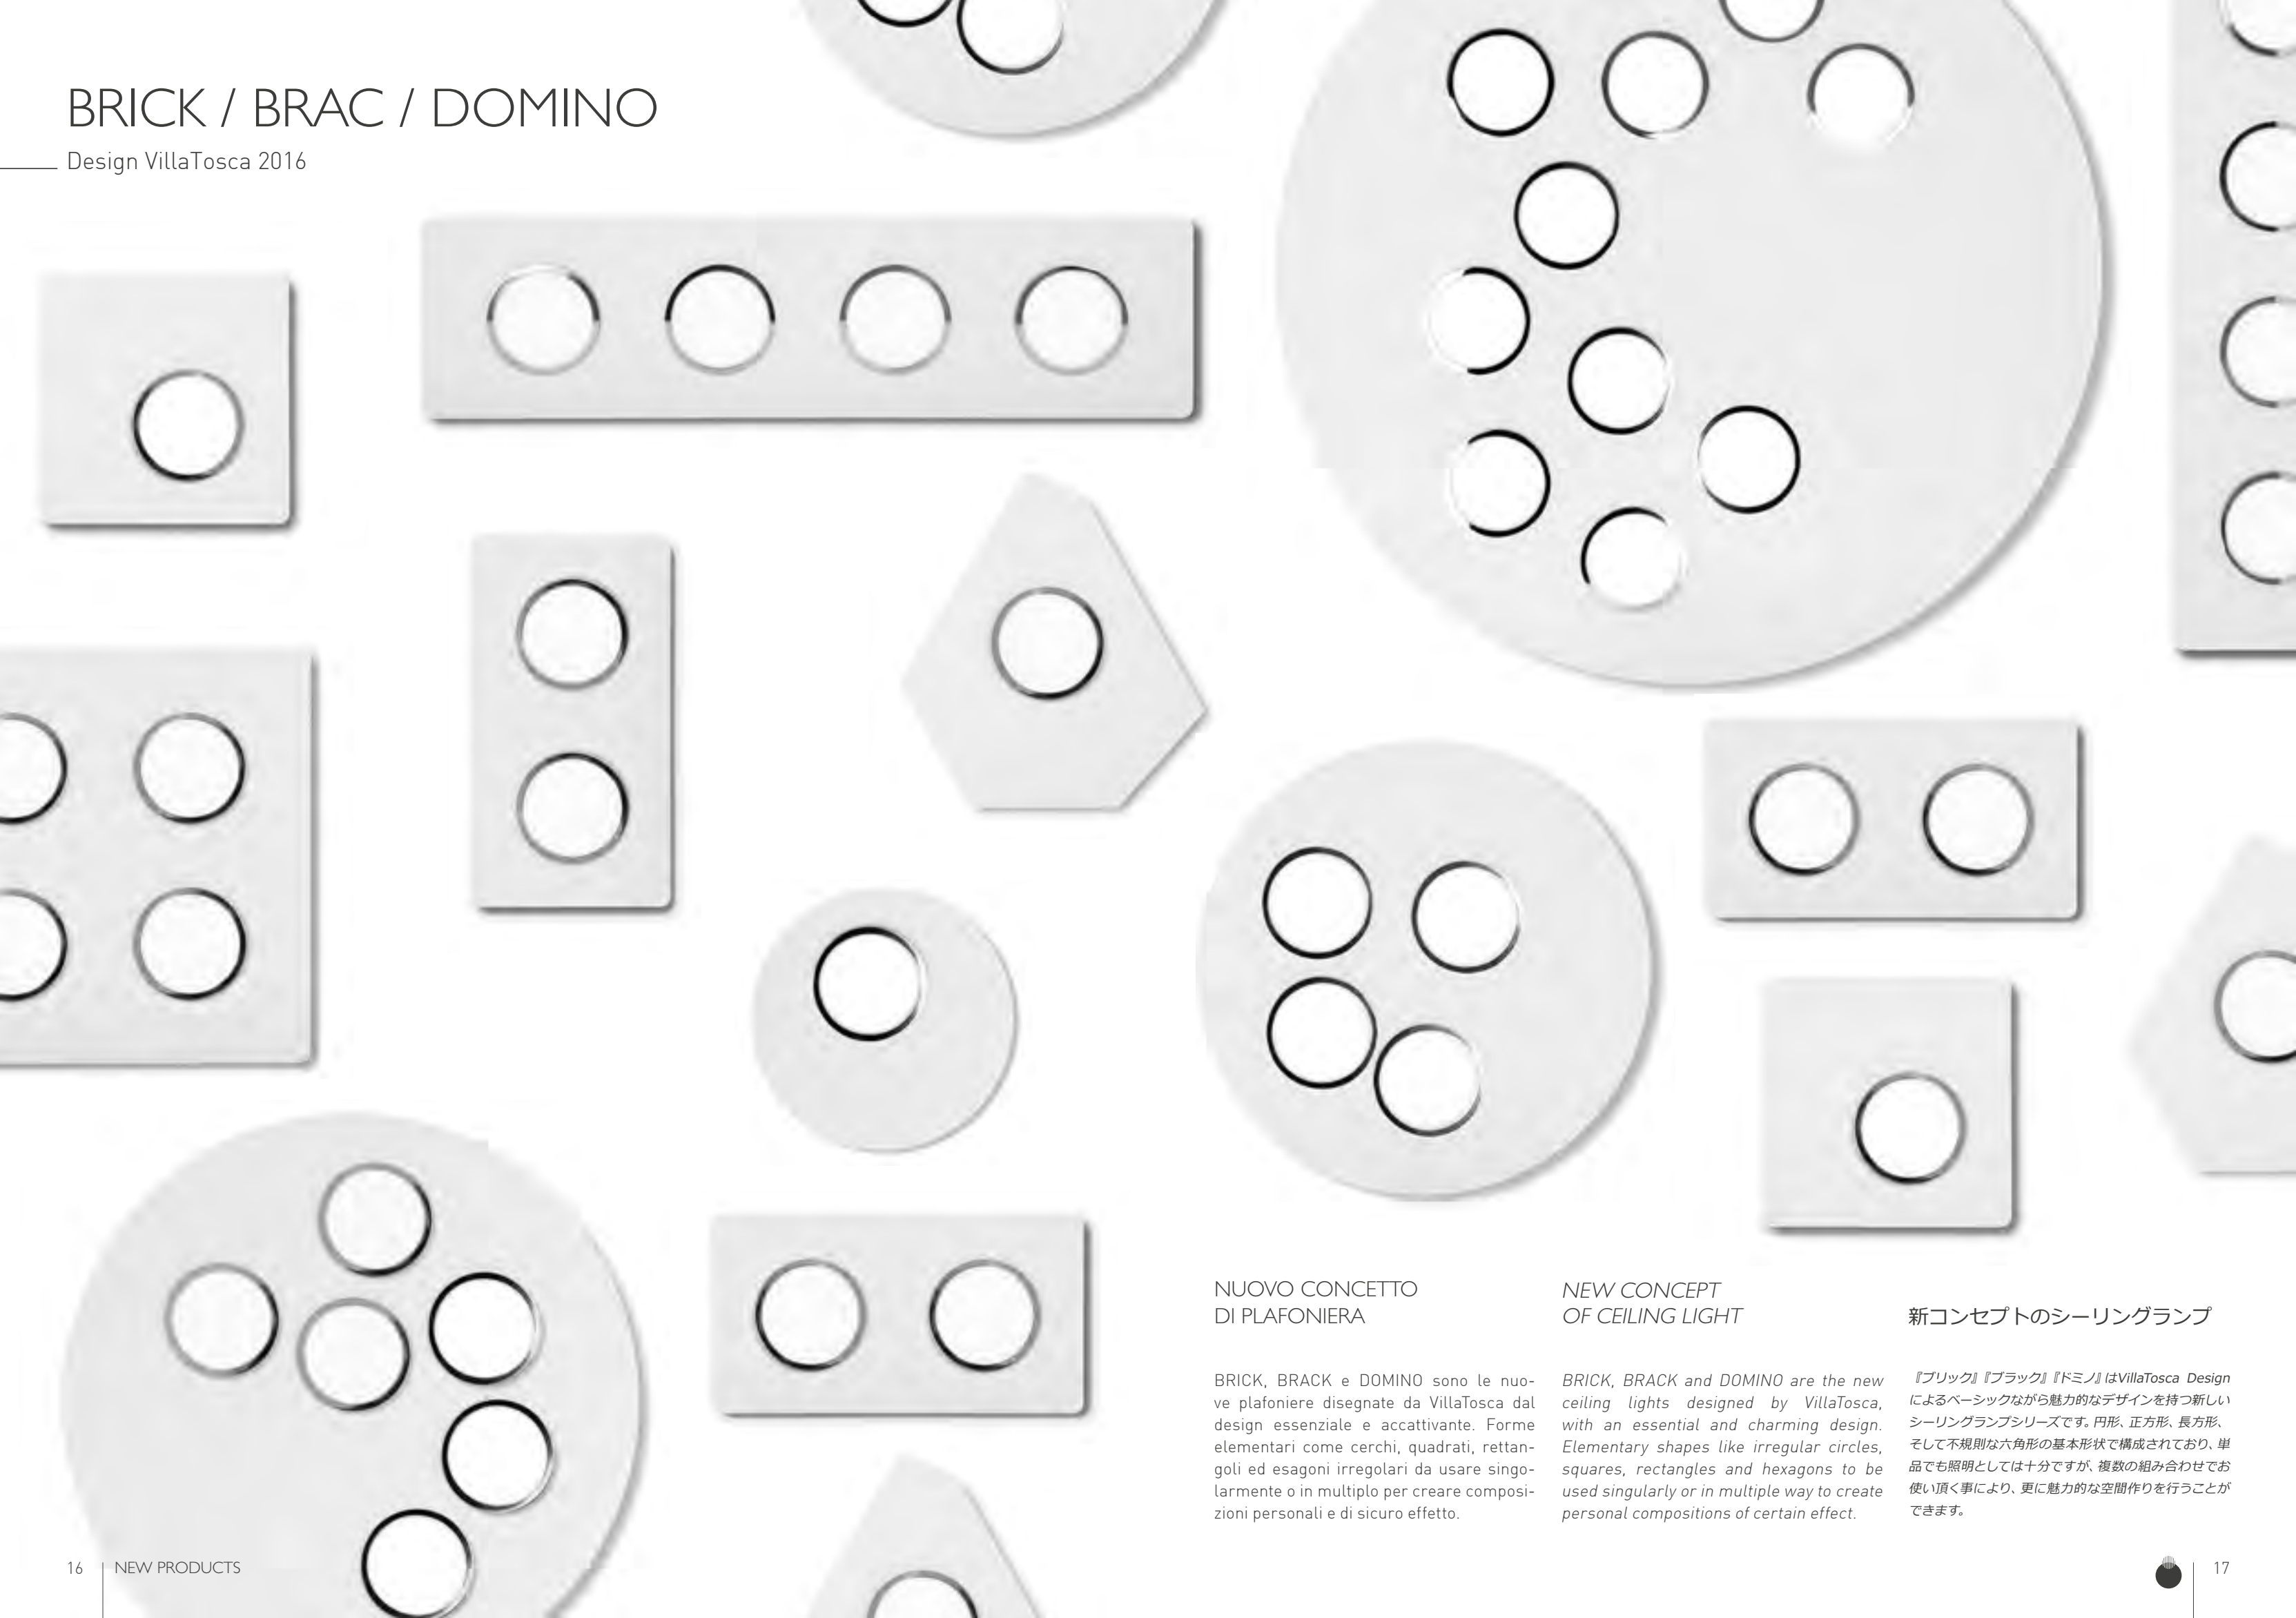 BRICK / BRAC / DOMINO
Design VillaTosca 2016
NUOVO CONCETTO
DI PLAFONIERA
BRICK, BRACK e DOMINO sono le nuo-
ve plafoniere disegnate da VillaTosca dal
design essenziale e accattivante. Forme
elementari come cerchi, quadrati, rettan-
goli ed esagoni irregolari da usare singo-
larmente o in multiplo per creare composi-
zioni personali e di sicuro effetto.
NEW CONCEPT
OF CEILING LIGHT
BRICK, BRACK and DOMINO are the new
ceiling lights designed by VillaTosca,
with an essential and charming design.
Elementary shapes like irregular circles,
squares, rectangles and hexagons to be
used singularly or in multiple way to create
personal compositions of certain effect.
新コンセプトのシーリングランプ
『ブリック』『ブラック』『ドミノ』はVillaTosca Design
によるベーシックながら魅力的なデザインを持つ新しい
シーリングランプシリーズです。円形、正方形、長方形、
そして不規則な六角形の基本形状で構成されており、単
品でも照明としては十分ですが、複数の組み合わせでお
使い頂く事により、更に魅力的な空間作りを行うことが
できます。
16 NEW PRODUCTS
17